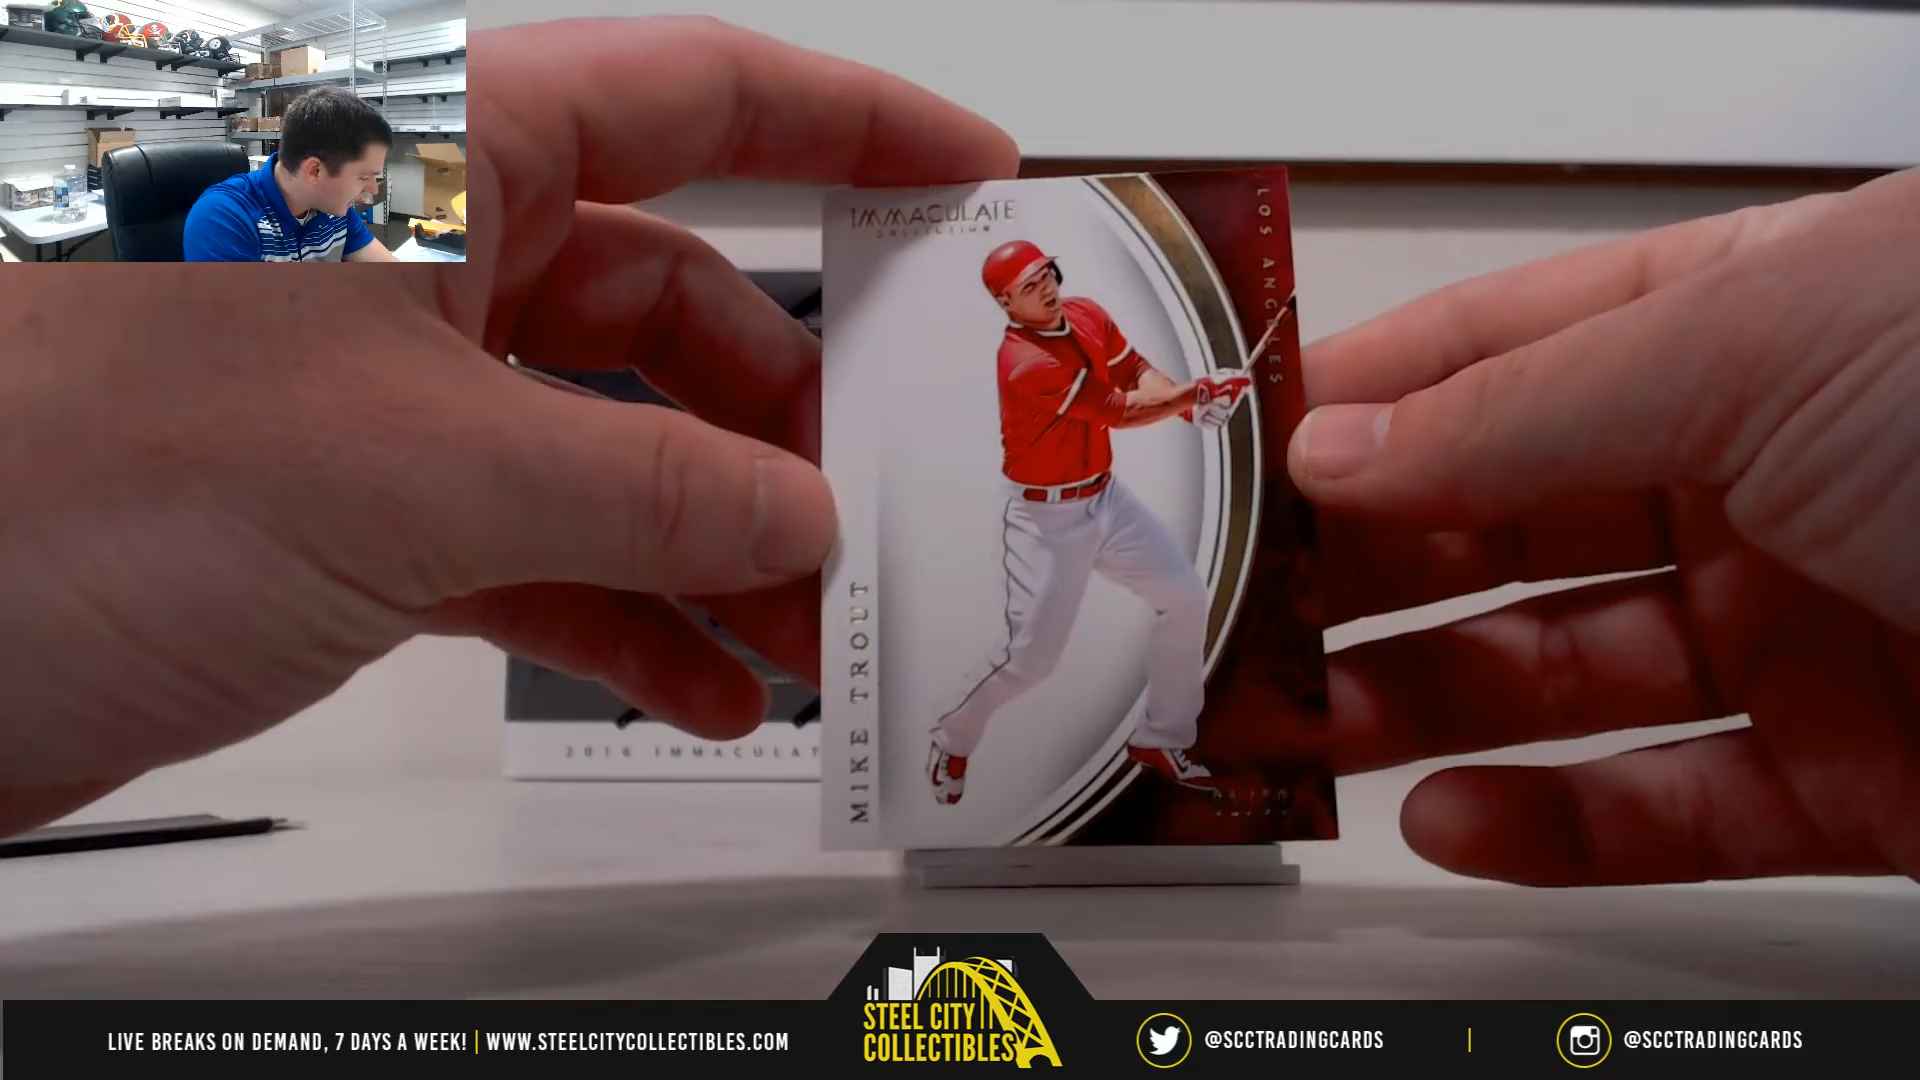 IMMACULATE
COLLECTION
LOS ANGELES
MIKE TROUT
2016 IMMACULAT
LIVE BREAKS ON DEMAND, 7 DAYS A WEEK! | WWW.STEELCITYCOLLECTIBLES.COM
STEEL CITY
COLLECTIBLES
@SCCTRADINGCARDS
@SCCTRADINGCARDS